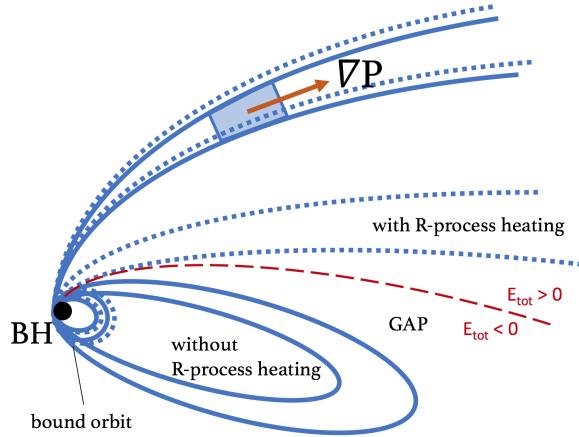 ∇P
with R-process heating
E_tot > 0
E_tot < 0
GAP
BH
without
R-process heating
bound orbit